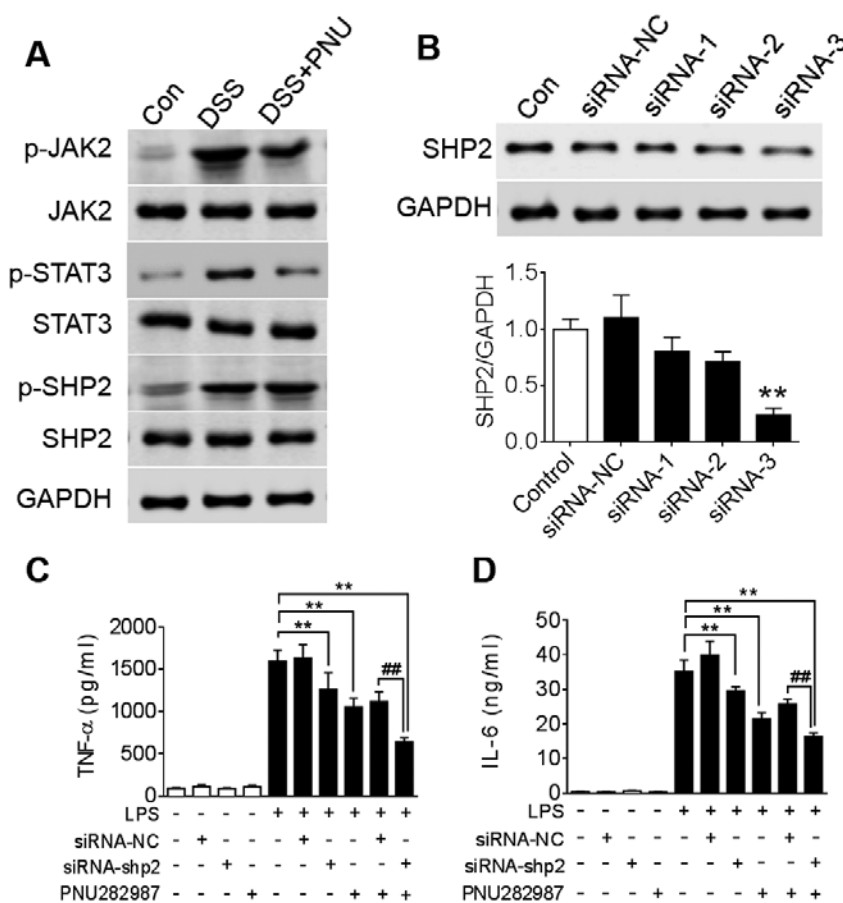 A
Con DSS DSS+PNU
p-JAK2
JAK2
p-STAT3
STAT3
p-SHP2
SHP2
GAPDH
B
Con siRNA-NC siRNA-1 siRNA-2 siRNA-3
SHP2
GAPDH
SHP2/GAPDH
1.5
1.0
0.5
0.0
**
Control siRNA-NC siRNA-1 siRNA-2 siRNA-3
C
TNF-α (pg/ml)
2000
1500
1000
500
0
**
**
**
##
LPS - - - - + + + + + +
siRNA-NC - + - - - + - - + -
siRNA-shp2 - - + - - - + - - +
PNU282987 - - - + - - - + + +
D
IL-6 (ng/ml)
50
40
30
20
10
0
**
**
**
##
LPS - - - - + + + + + +
siRNA-NC - + - - - + - - + -
siRNA-shp2 - - + - - - + - - +
PNU282987 - - - + - - - + + +